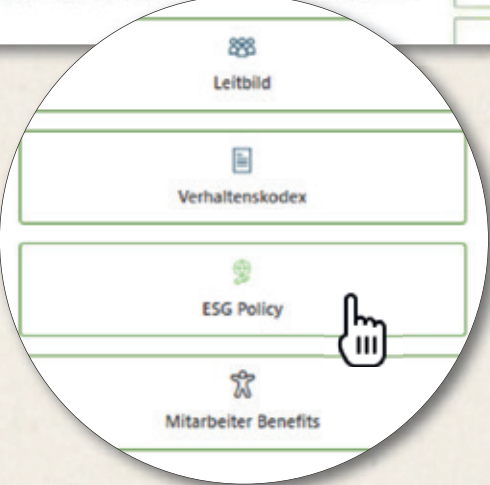 Leitbild
Verhaltenskodex
ESG Policy
Mitarbeiter Benefits